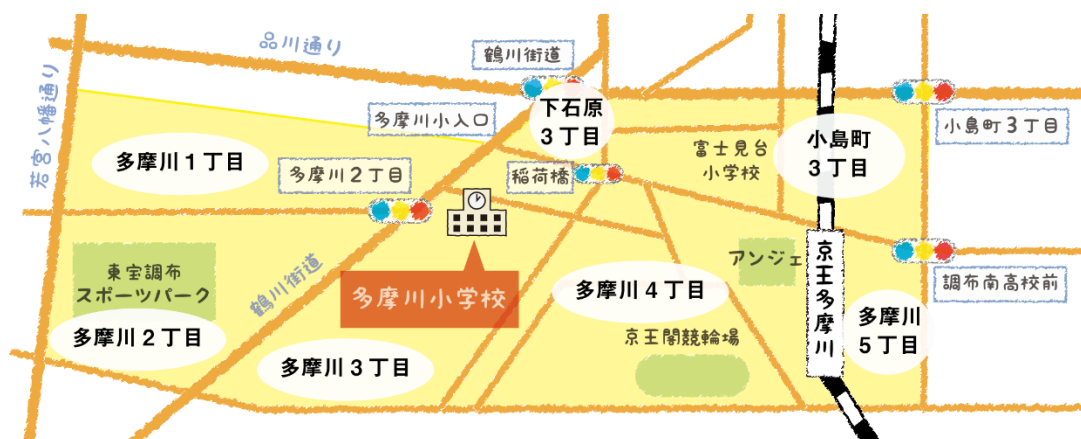 品川通り
鶴川街道
若宮八幡通り
多摩川小入口
下石原
3丁目
小島町3丁目
多摩川1丁目
多摩川2丁目
稲荷橋
富士見台
小学校
小島町
3丁目
東宝調布
スポーツパーク
鶴川街道
多摩川小学校
アンジェ
京王多摩川
調布南高校前
多摩川4丁目
多摩川2丁目
多摩川3丁目
京王閣競輪場
多摩川
5丁目